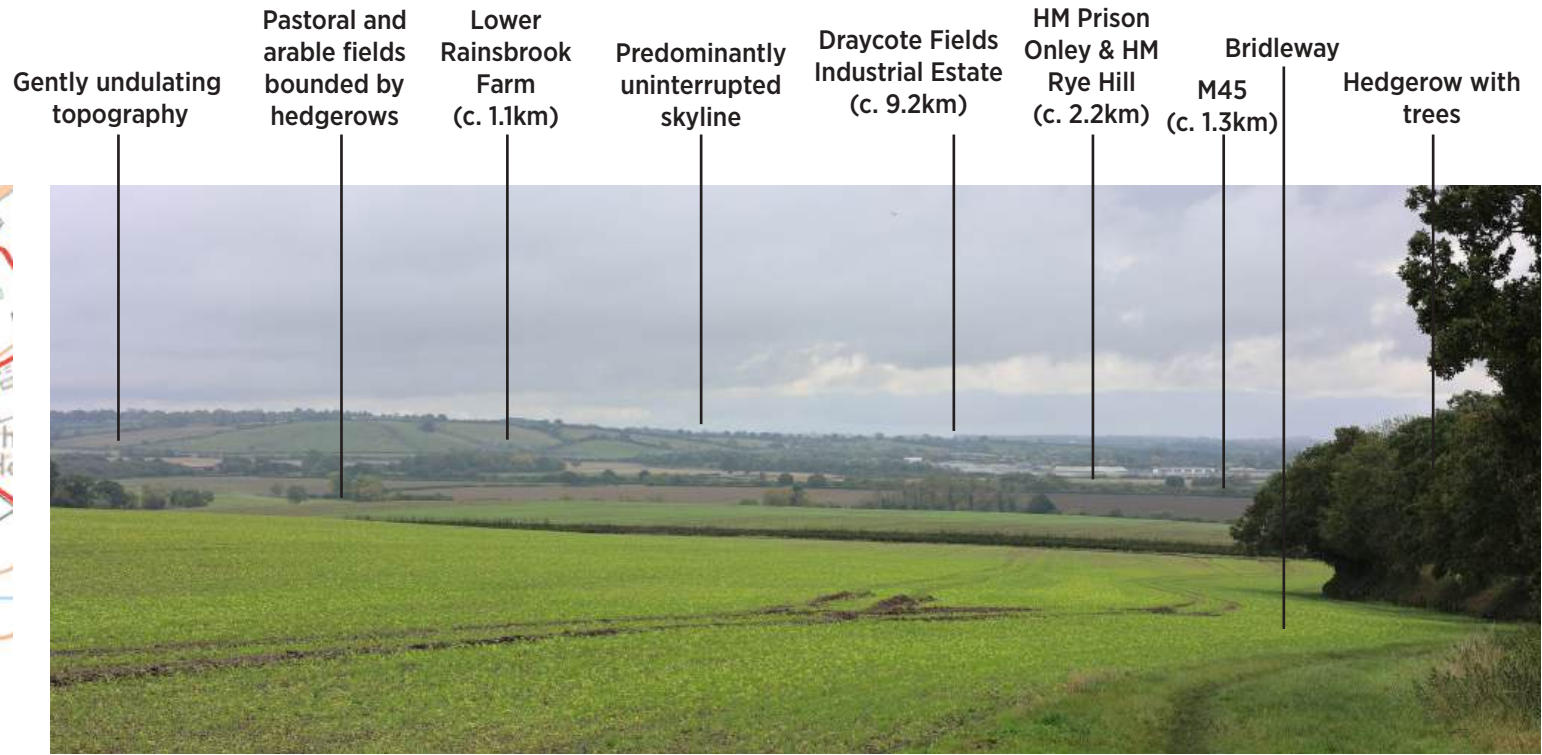 Gently undulating
topography
Pastoral and
arable fields
bounded by
hedgerows
Lower
Rainsbrook
Farm
(c. 1.1km)
Predominantly
uninterrupted
skyline
Draycote Fields
Industrial Estate
(c. 9.2km)
HM Prison
Onley & HM
Rye Hill
(c. 2.2km)
M45
(c. 1.3km)
Bridleway
Hedgerow with
trees